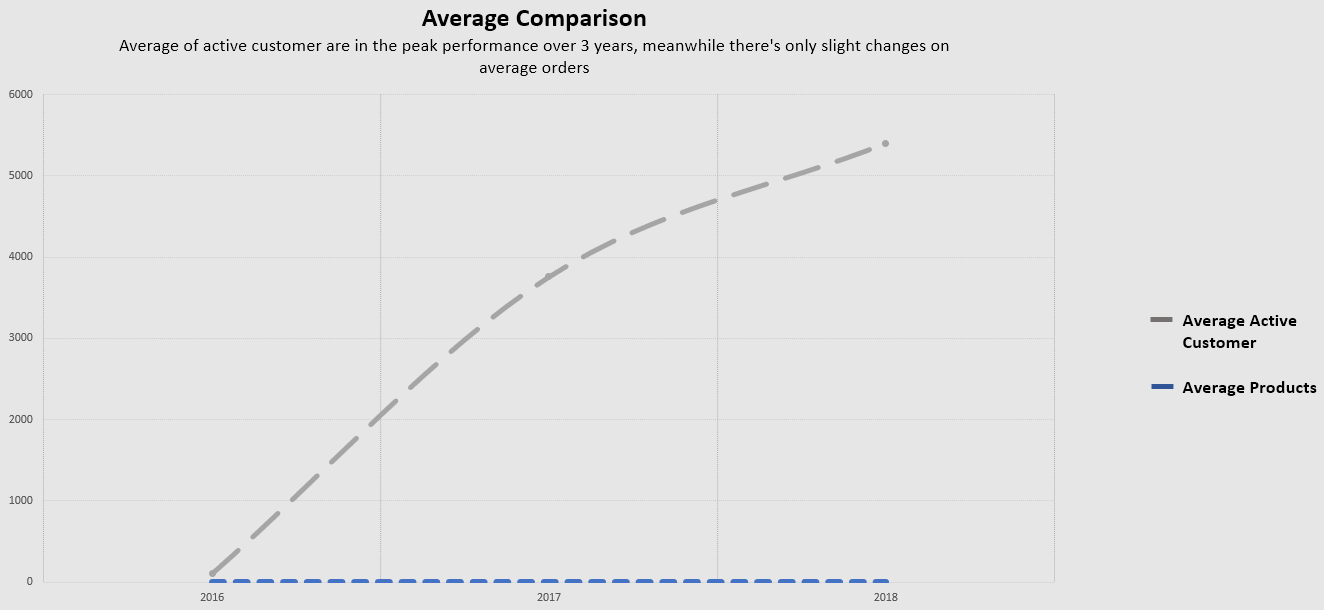 Average Comparison
Average of active customer are in the peak performance over 3 years, meanwhile there's only slight changes on
average orders
6000
5000
4000
3000
2000
1000
0
2016
2017
2018
Average Active
Customer
Average Products